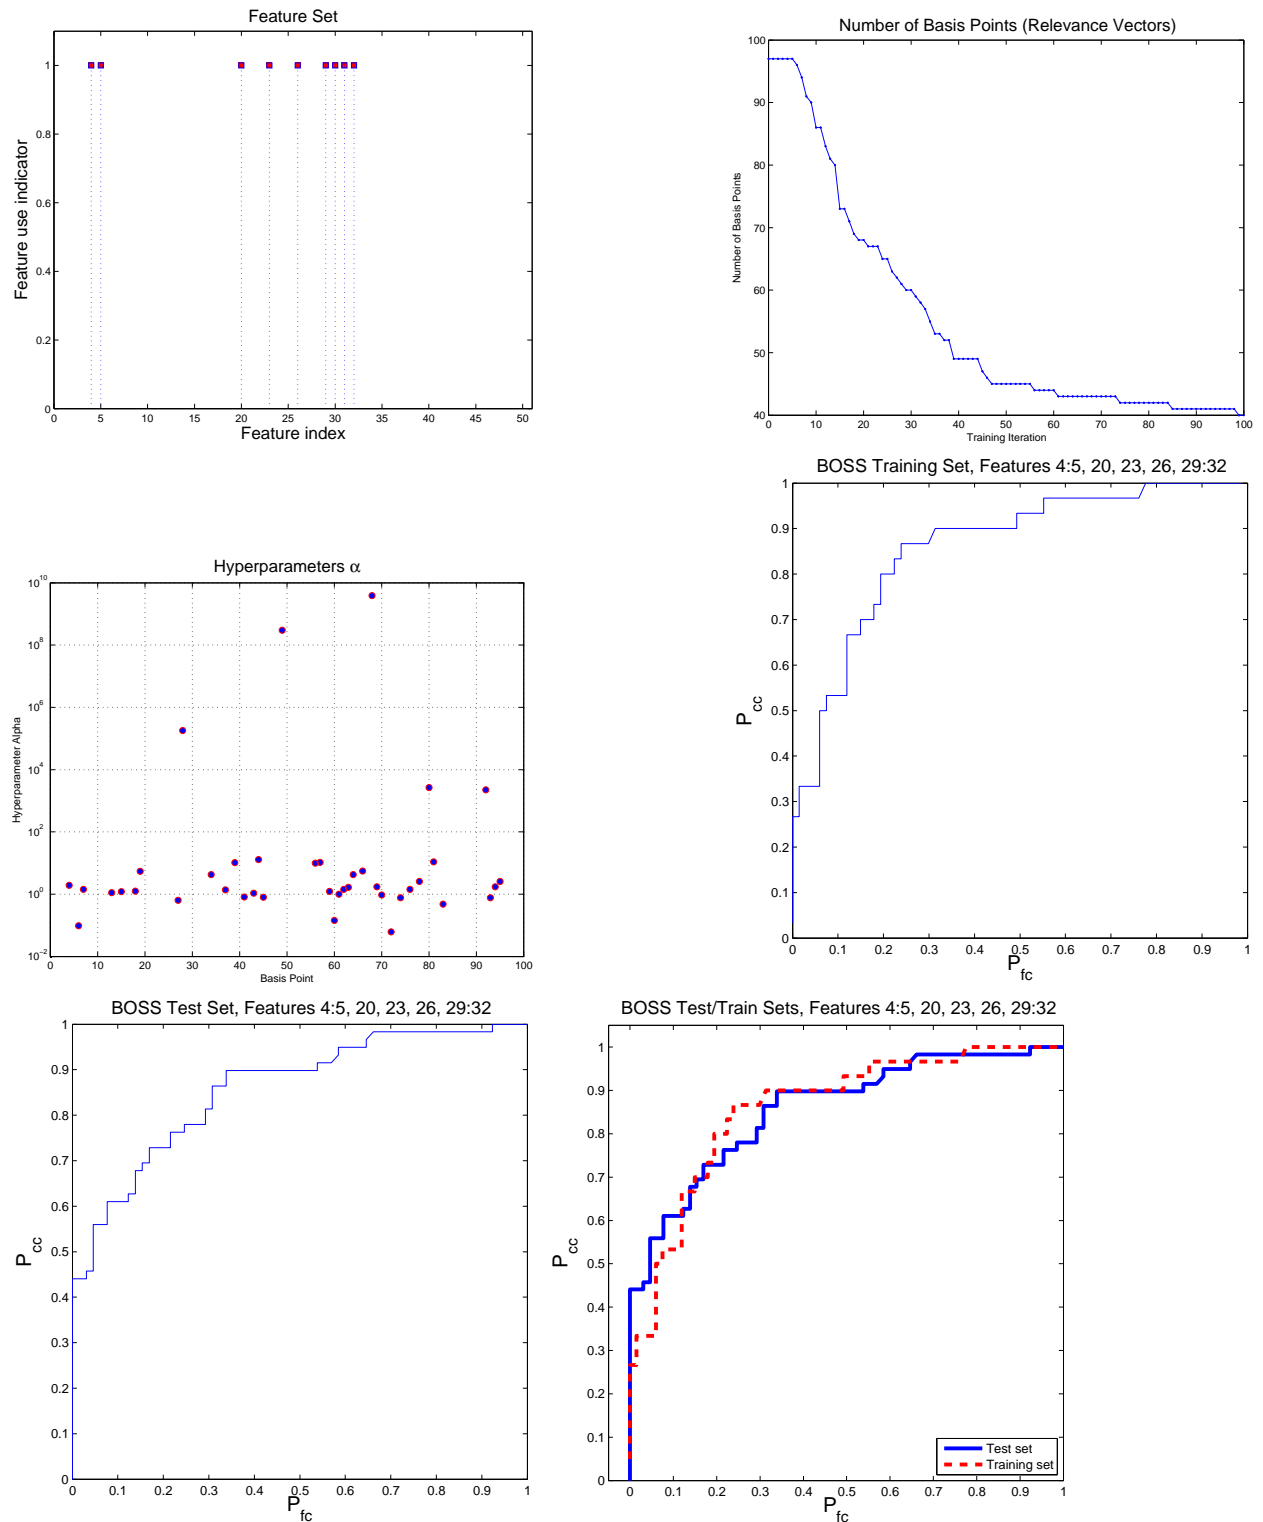 Feature Set
1
0.8
0.6
0.4
0.2
0
Feature use indicator
0 5 10 15 20 25 30 35 40 45 50
Feature index
Number of Basis Points (Relevance Vectors)
100
90
80
70
60
50
40
Number of Basis Points
0 10 20 30 40 50 60 70 80 90 100
Training Iteration
Hyperparameters α
10^10
10^8
10^6
10^4
10^2
10^0
10^-2
Hyperparameter Alpha
0 10 20 30 40 50 60 70 80 90 100
Basis Point
BOSS Training Set, Features 4:5, 20, 23, 26, 29:32
1
0.9
0.8
0.7
0.6
0.5
0.4
0.3
0.2
0.1
0
P_cc
0 0.1 0.2 0.3 0.4 0.5 0.6 0.7 0.8 0.9 1
P_fc
BOSS Test Set, Features 4:5, 20, 23, 26, 29:32
1
0.9
0.8
0.7
0.6
0.5
0.4
0.3
0.2
0.1
0
P_cc
0 0.1 0.2 0.3 0.4 0.5 0.6 0.7 0.8 0.9 1
P_fc
BOSS Test/Train Sets, Features 4:5, 20, 23, 26, 29:32
1
0.9
0.8
0.7
0.6
0.5
0.4
0.3
0.2
0.1
0
P_cc
Test set
Training set
0 0.1 0.2 0.3 0.4 0.5 0.6 0.7 0.8 0.9 1
P_fc